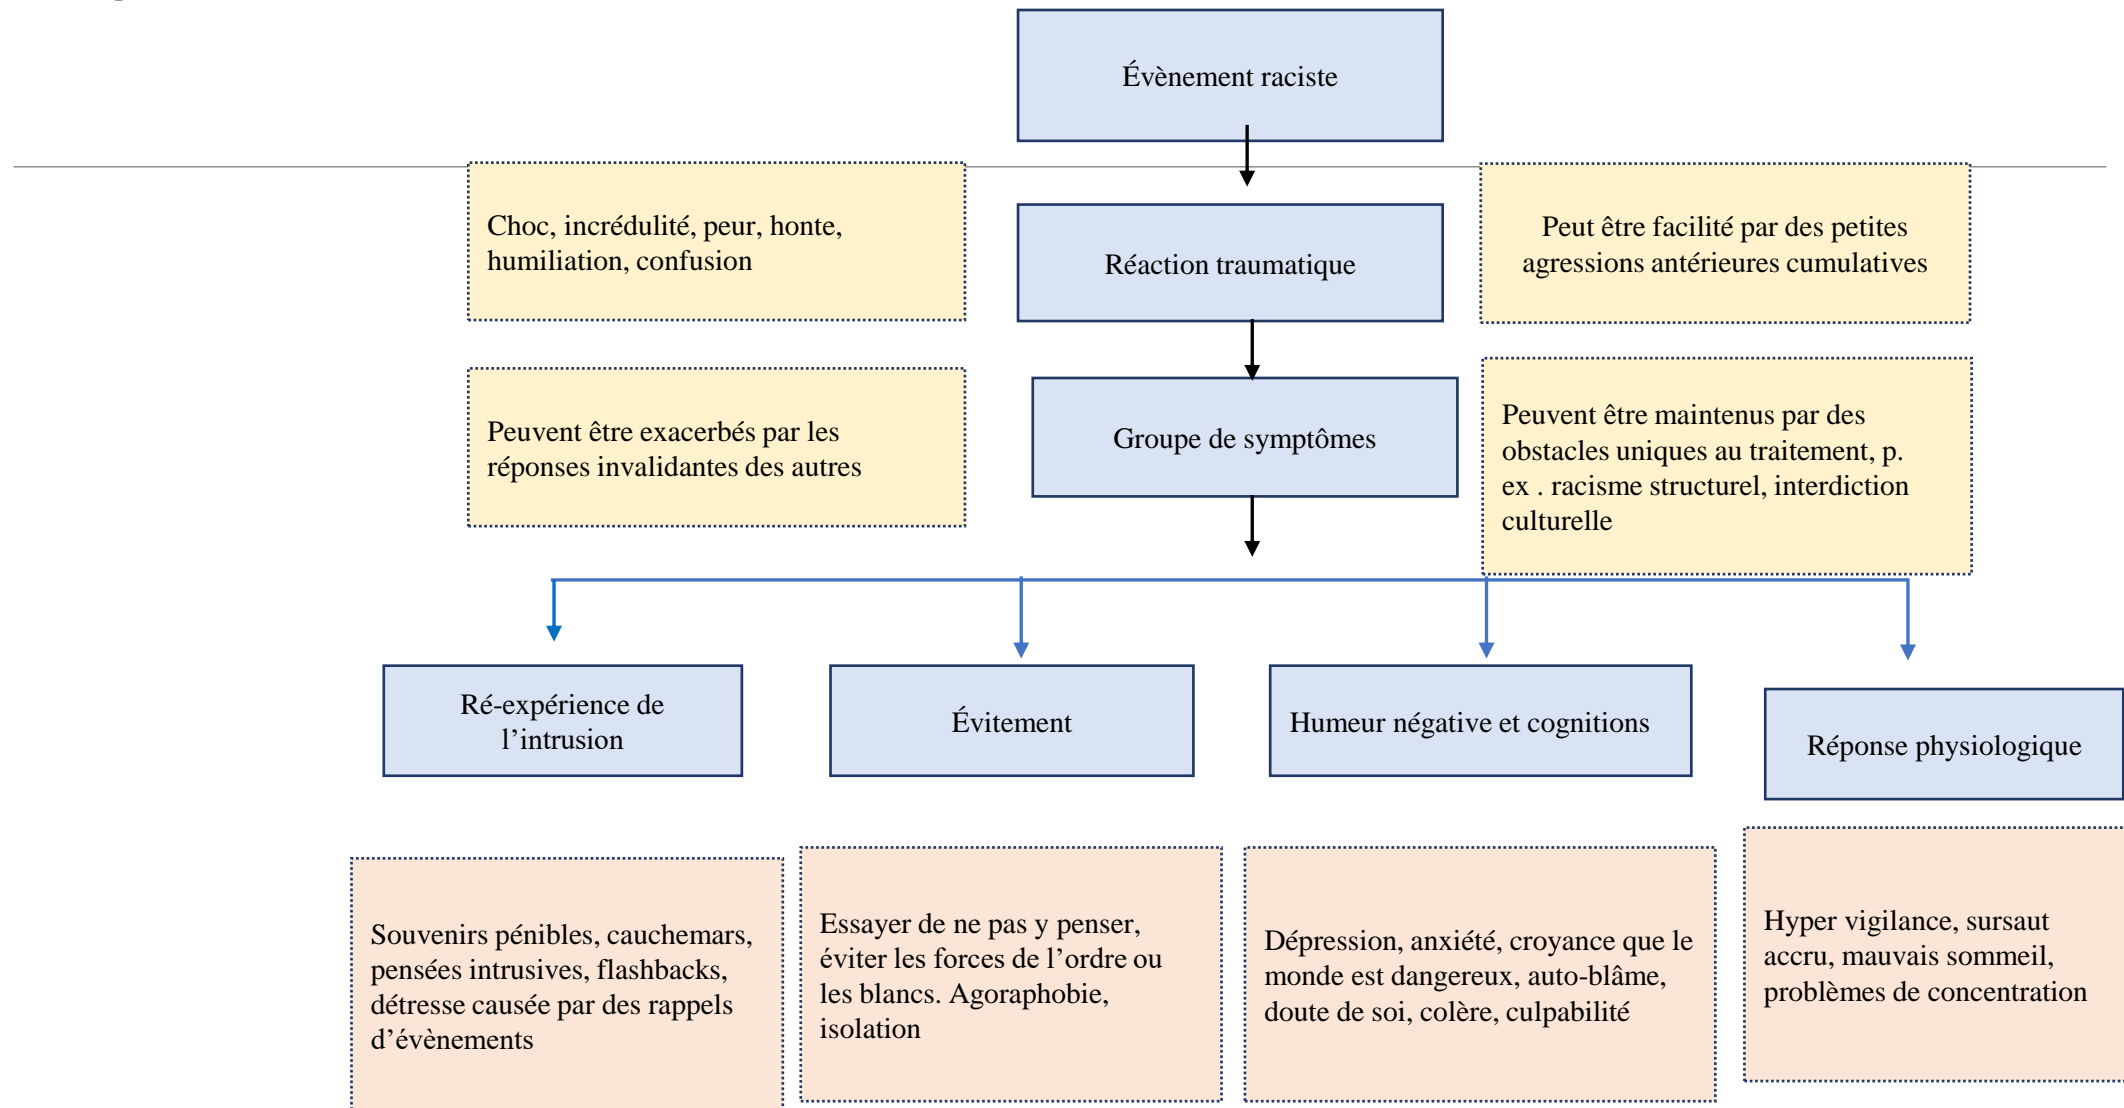 Évènement raciste
Choc, incrédulité, peur, honte,
humiliation, confusion
Réaction traumatique
Peut être facilité par des petites
agressions antérieures cumulatives
Peuvent être exacerbés par les
réponses invalidantes des autres
Groupe de symptômes
Peuvent être maintenus par des
obstacles uniques au traitement, p.
ex . racisme structurel, interdiction
culturelle
Ré-expérience de
l’intrusion
Évitement
Humeur négative et cognitions
Réponse physiologique
Souvenirs pénibles, cauchemars,
pensées intrusives, flashbacks,
détresse causée par des rappels
d’évènements
Essayer de ne pas y penser,
éviter les forces de l’ordre ou
les blancs. Agoraphobie,
isolation
Dépression, anxiété, croyance que le
monde est dangereux, auto-blâme,
doute de soi, colère, culpabilité
Hyper vigilance, sursaut
accru, mauvais sommeil,
problèmes de concentration